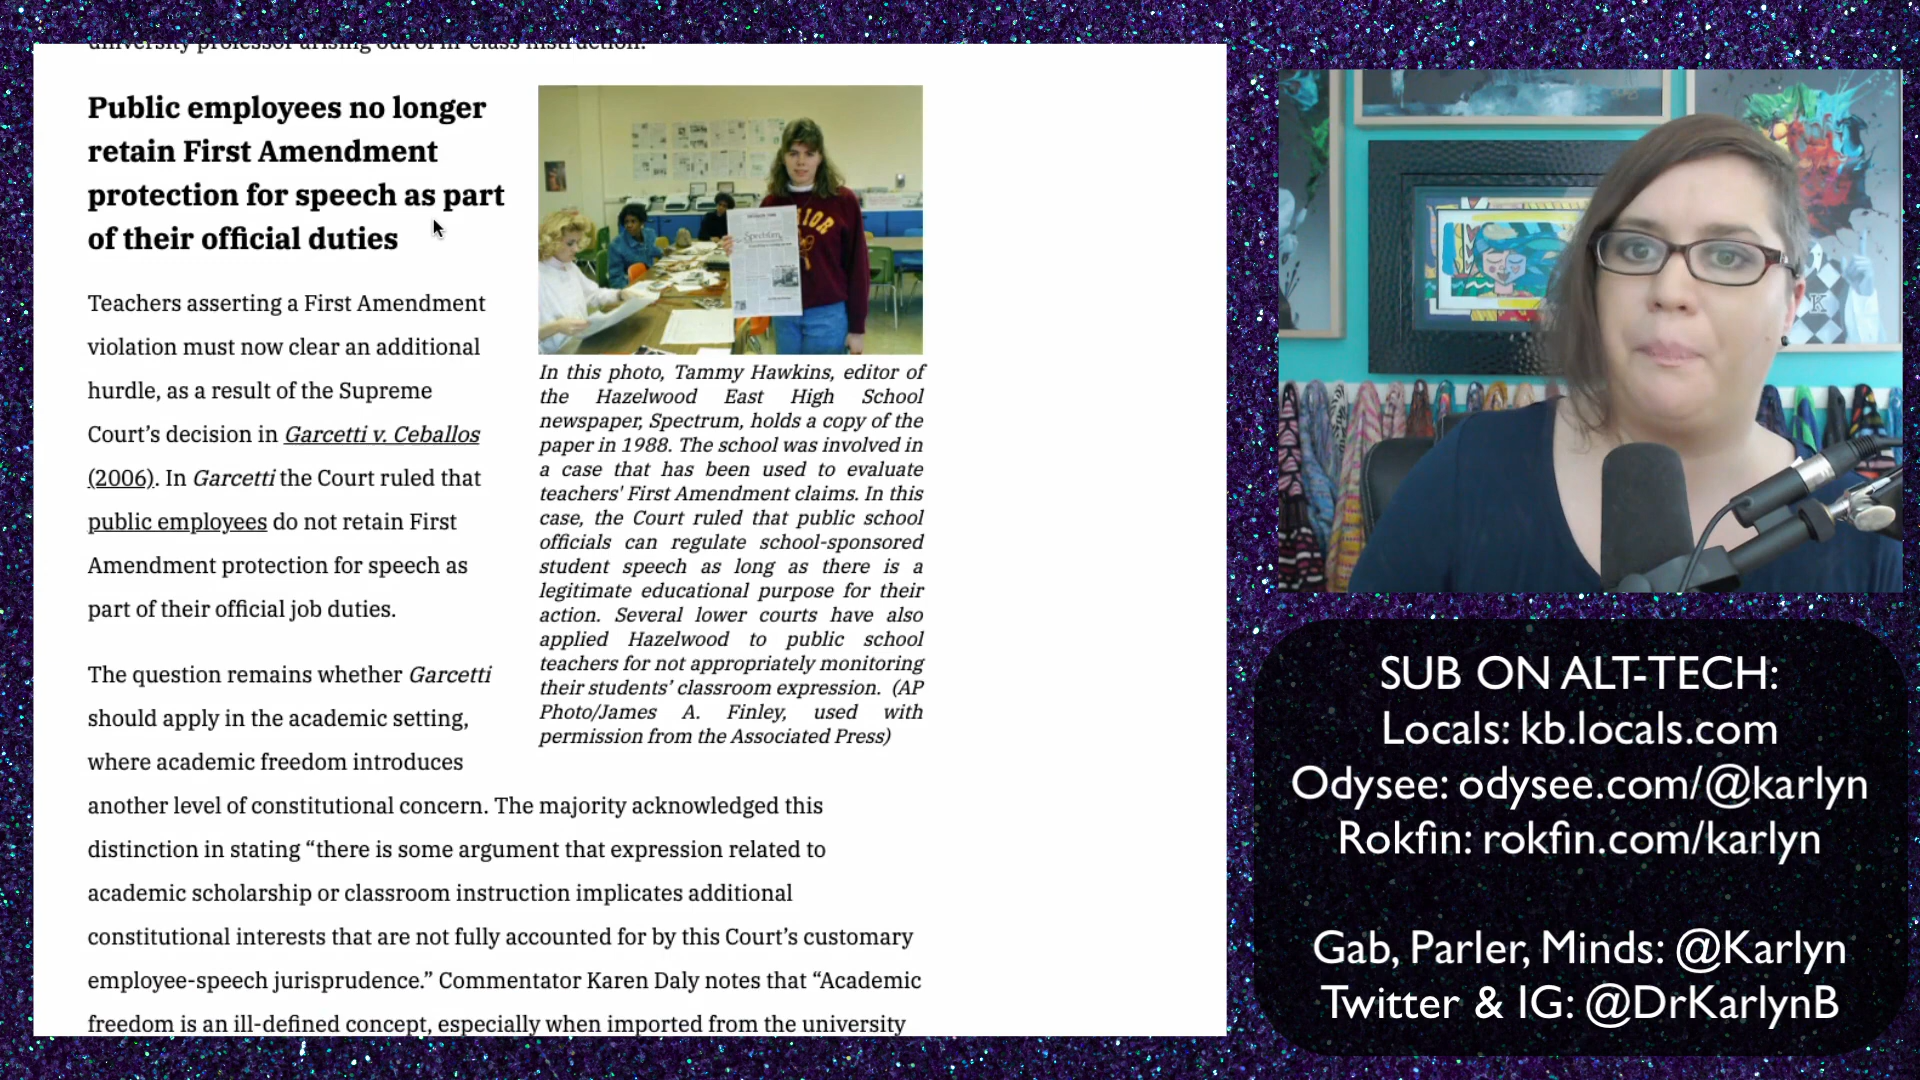 university professor arising out of in-class instruction.
Public employees no longer
retain First Amendment
protection for speech as part
of their official duties
Teachers asserting a First Amendment
violation must now clear an additional
hurdle, as a result of the Supreme
Court’s decision in Garcetti v. Ceballos
(2006). In Garcetti the Court ruled that
public employees do not retain First
Amendment protection for speech as
part of their official job duties.
The question remains whether Garcetti
should apply in the academic setting,
where academic freedom introduces
another level of constitutional concern. The majority acknowledged this
distinction in stating “there is some argument that expression related to
academic scholarship or classroom instruction implicates additional
constitutional interests that are not fully accounted for by this Court’s customary
employee-speech jurisprudence.” Commentator Karen Daly notes that “Academic
freedom is an ill-defined concept, especially when imported from the university
In this photo, Tammy Hawkins, editor of
the Hazelwood East High School
newspaper, Spectrum, holds a copy of the
paper in 1988. The school was involved in
a case that has been used to evaluate
teachers' First Amendment claims. In this
case, the Court ruled that public school
officials can regulate school-sponsored
student speech as long as there is a
legitimate educational purpose for their
action. Several lower courts have also
applied Hazelwood to public school
teachers for not appropriately monitoring
their students’ classroom expression. (AP
Photo/James A. Finley, used with
permission from the Associated Press)
Spectrum
K
SUB ON ALT-TECH:
Locals: kb.locals.com
Odysee: odysee.com/@karlyn
Rokfin: rokfin.com/karlyn
Gab, Parler, Minds: @Karlyn
Twitter & IG: @DrKarlynB